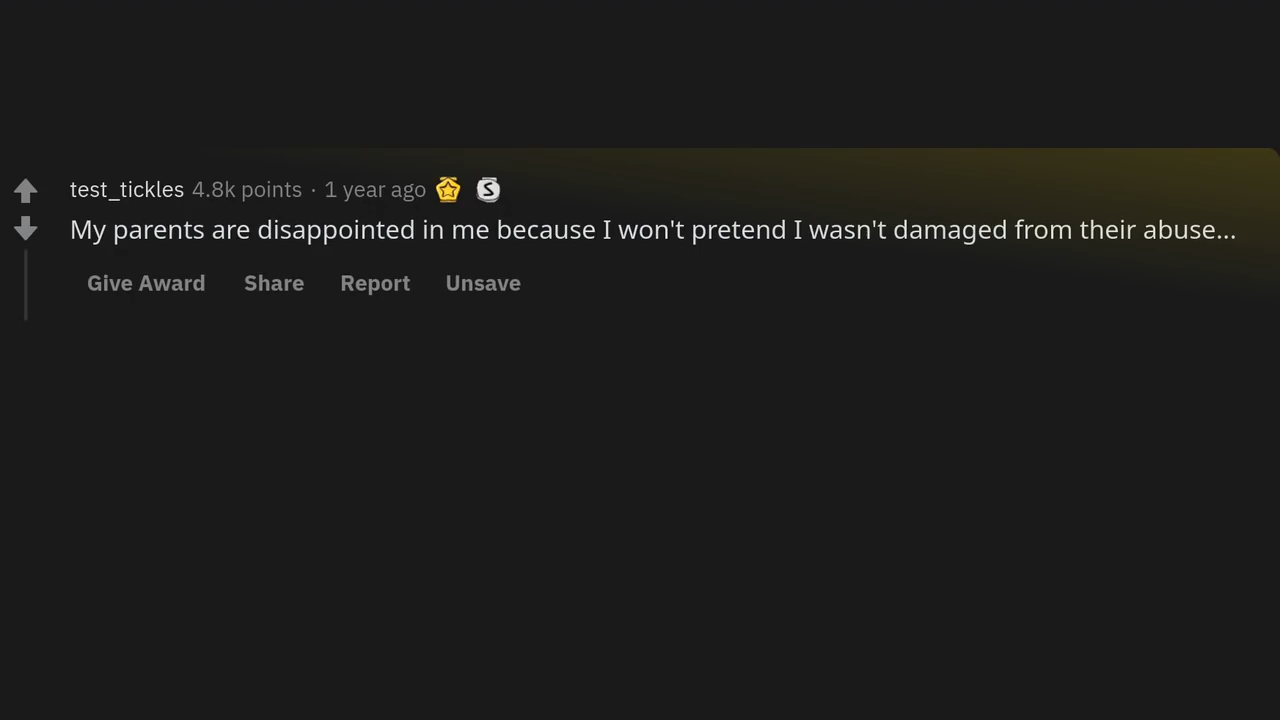 test_tickles 4.8k points · 1 year ago
My parents are disappointed in me because I won't pretend I wasn't damaged from their abuse...
Give Award Share Report Unsave